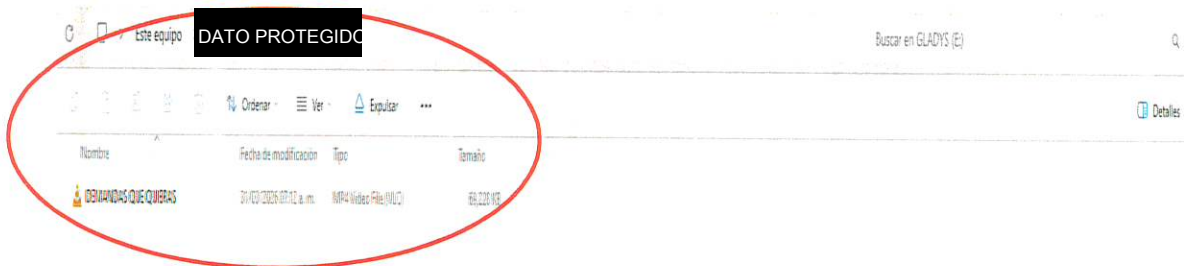 Este equipo DATO PROTEGIDO Buscar en GLADYS (E:)
Ordenar Ver Expulsar ... Detalles
Nombre Fecha de modificación Tipo Tamaño
DEMANDAS QUE QUIEBRAS MP4 Video File (VLC)